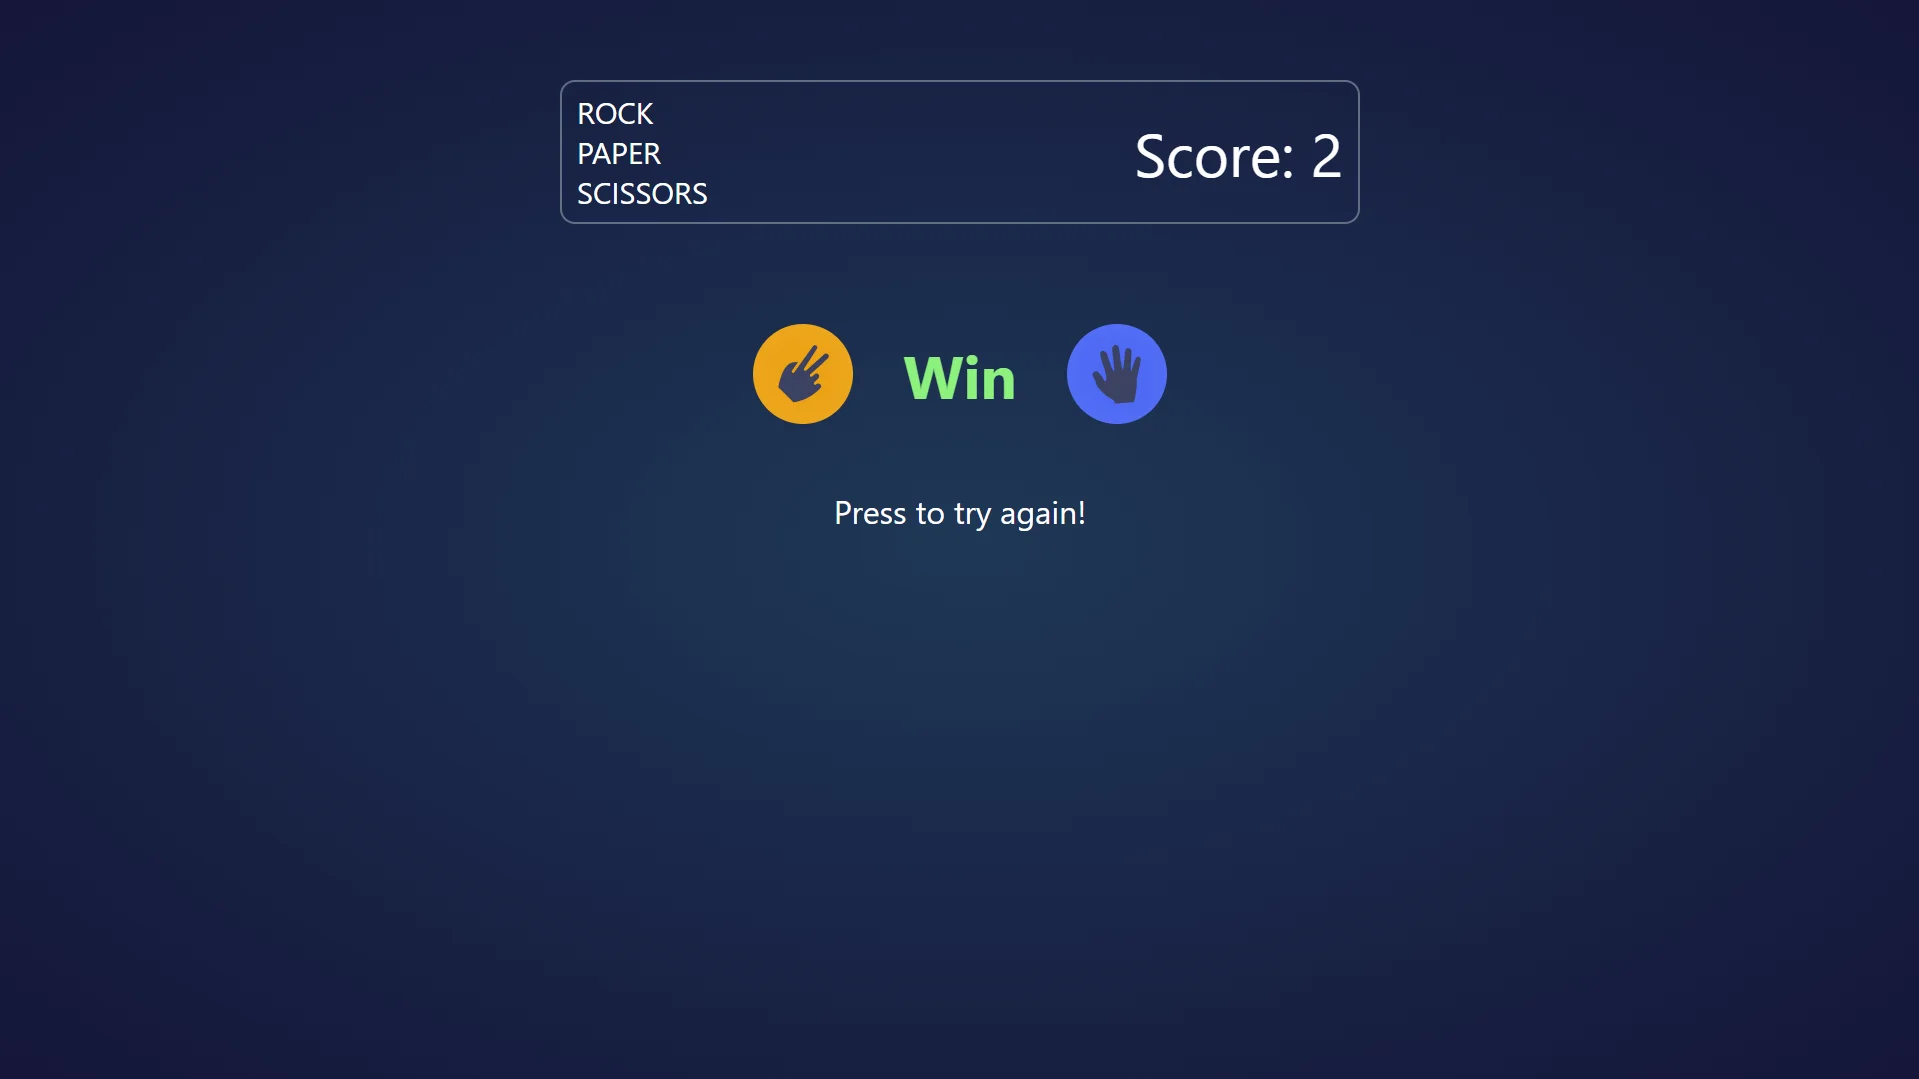 ROCK
PAPER
SCISSORS
Score: 2
Win
Press to try again!